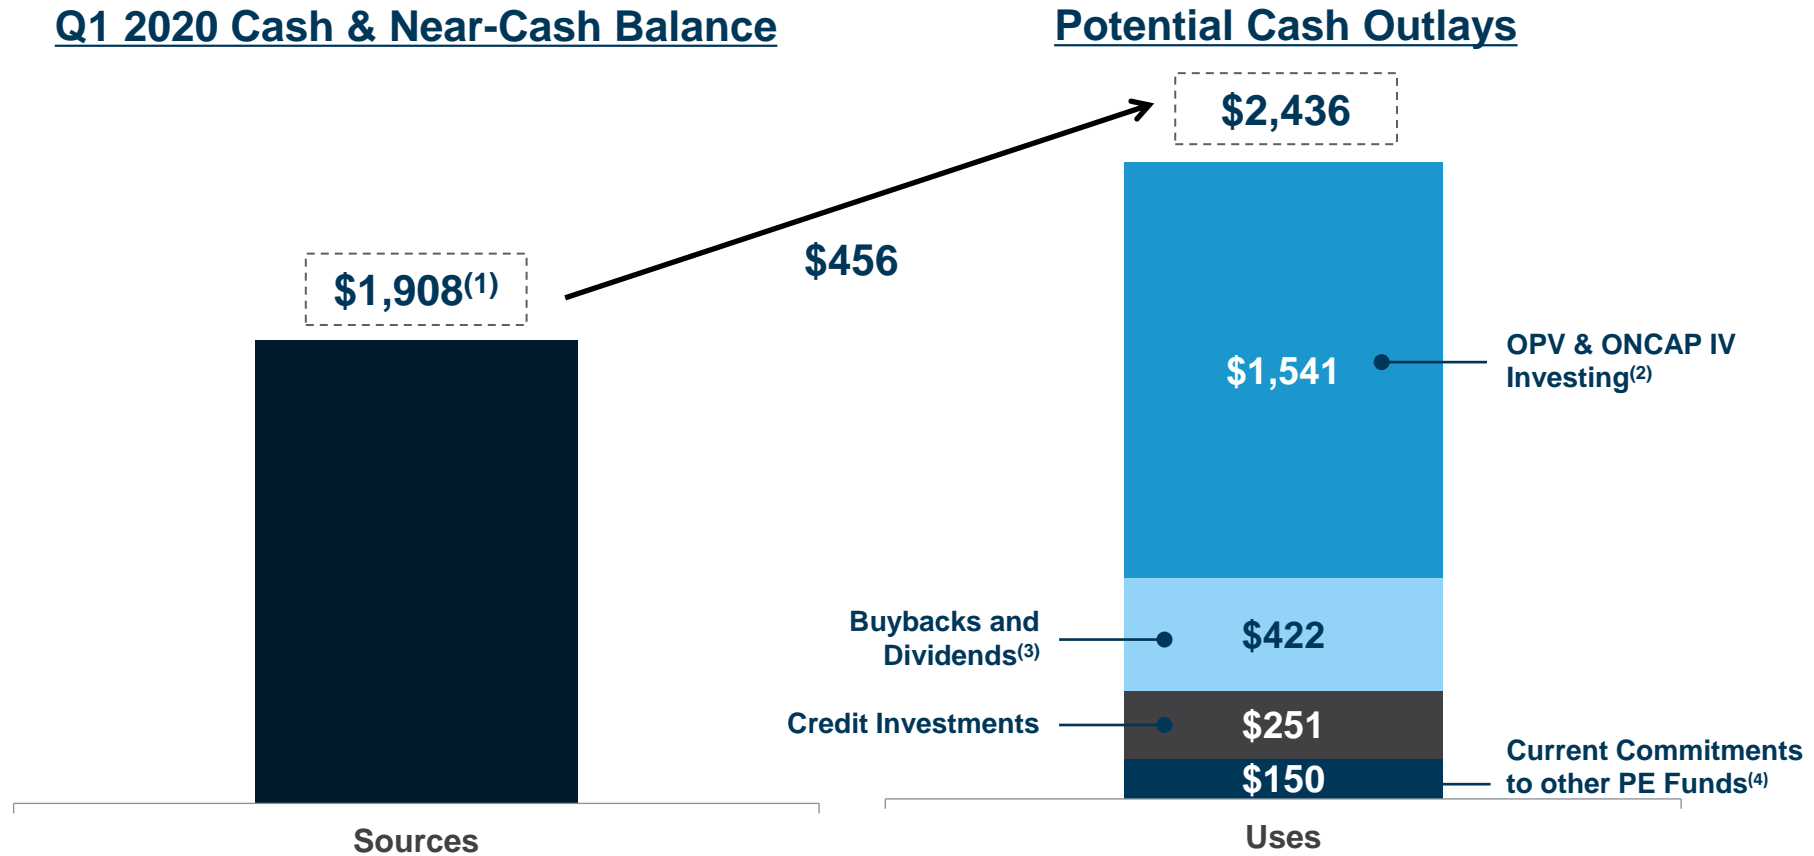 Q1 2020 Cash & Near-Cash Balance
$1,908(1)
Sources
$456
Potential Cash Outlays
$2,436
$1,541
OPV & ONCAP IV
Investing(2)
Buybacks and
Dividends(3)
$422
Credit Investments
$251
$150
Current Commitments
to other PE Funds(4)
Uses